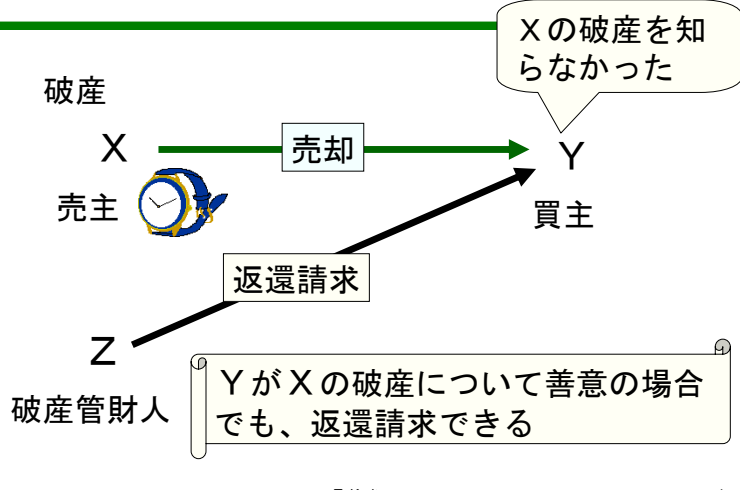 Xの破産を知
らなかった
破産
X
売却
Y
売主
買主
返還請求
Z
破産管財人
YがXの破産について善意の場合
でも、返還請求できる